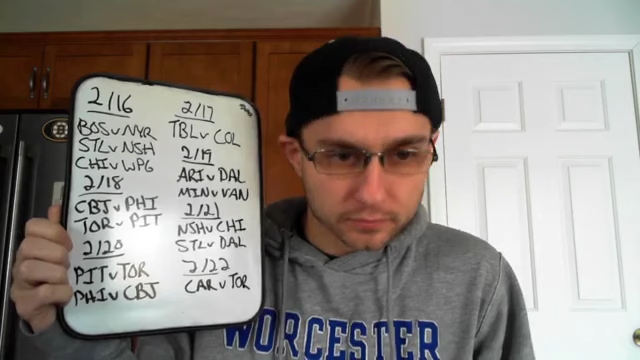 2/16
BOS v NYR
STL v NSH
CHI v WPG
2/18
CBJ v PHI
TOR v PIT
2/20
PIT v TOR
PHI v CBJ
2/17
TBL v COL
2/19
ARI v DAL
MIN v VAN
2/21
NSH v CHI
STL v DAL
2/22
CAR v TOR
WORCESTER